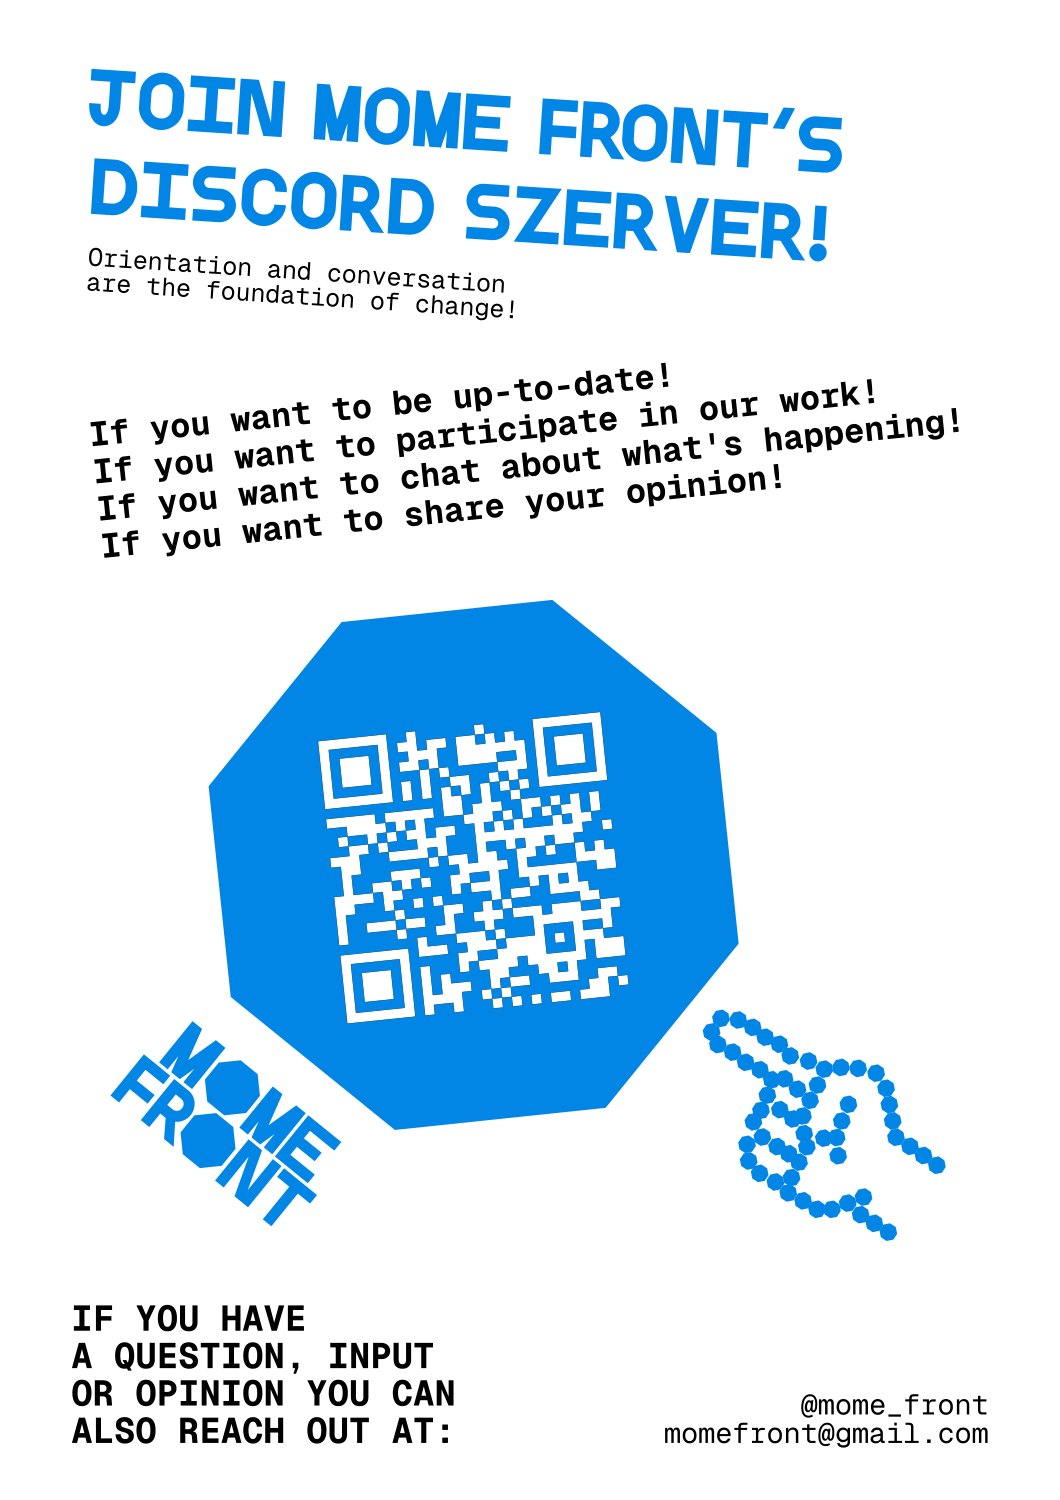 JOIN MOME FRONT'S
DISCORD SZERVER!
Orientation and conversation
are the foundation of change!
If you want to be up-to-date!
If you want to participate in our work!
If you want to chat about what's happening!
If you want to share your opinion!
MOME
FRONT
IF YOU HAVE
A QUESTION, INPUT
OR OPINION YOU CAN
ALSO REACH OUT AT:
@mome_front
momefront@gmail.com